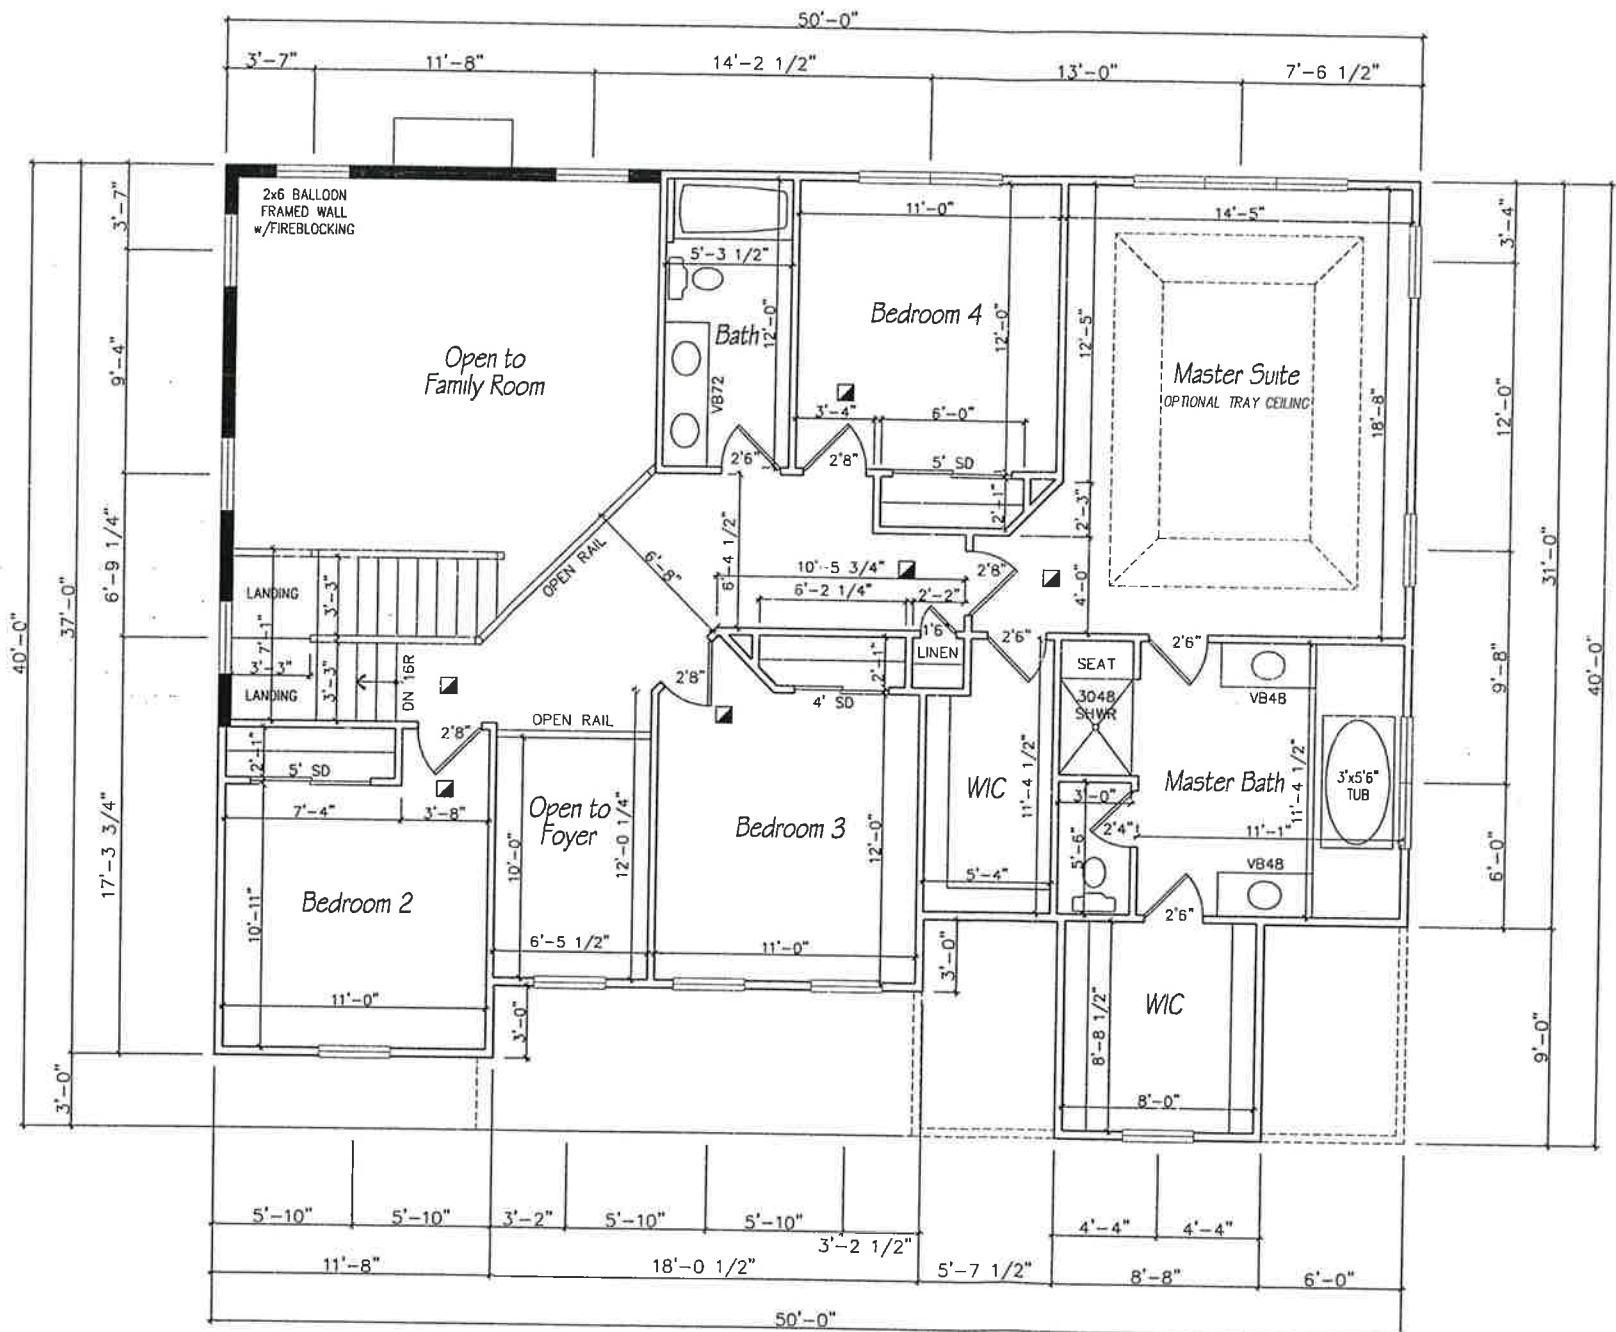 50'-0"
3'-7" 11'-8" 14'-2 1/2" 13'-0" 7'-6 1/2"
2x6 BALLOON
FRAMED WALL
w/FIREBLOCKING
3'-7"
9'-4"
6'-9 1/4"
17'-3 3/4"
37'-0"
3'-0"
40'-0"
Open to
Family Room
5'-3 1/2"
Bath
12'-0"
VB72
2'6"
11'-0"
Bedroom 4
12'-0"
3'-4" 6'-0"
2'8" 5' SD
2'-1"
14'-5"
12'-5"
Master Suite
OPTIONAL TRAY CEILING
18'-8"
2'-3"
4'-0"
3'-4"
12'-0"
9'-8"
6'-0"
31'-0"
9'-0"
40'-0"
OPEN RAIL
6'-8"
6'-4 1/2"
10'-5 3/4"
6'-2 1/4" 2'-2"
2'8"
1'6"
LINEN
2'6"
LANDING
7'-1"
3'-3"
3'-3"
3'-3"
LANDING
DN 16R
2'8"
OPEN RAIL
2'-1"
5' SD
7'-4" 3'-8"
Bedroom 2
10'-11"
11'-0"
Open to
Foyer
10'-0"
12'-0 1/4"
6'-5 1/2"
3'-0"
2'8"
2'-1"
4' SD
Bedroom 3
12'-0"
11'-0"
WIC
11'-4 1/2"
5'-4"
3'-0"
SEAT
3048
SHWR
2'6"
VB48
3'-0"
2'4"
5'-6"
Master Bath
11'-1"
11'-4 1/2"
3'x5'6"
TUB
VB48
2'6"
WIC
8'-8 1/2"
8'-0"
5'-10" 5'-10" 3'-2" 5'-10" 5'-10" 3'-2 1/2" 4'-4" 4'-4"
11'-8" 18'-0 1/2" 5'-7 1/2" 8'-8" 6'-0"
50'-0"